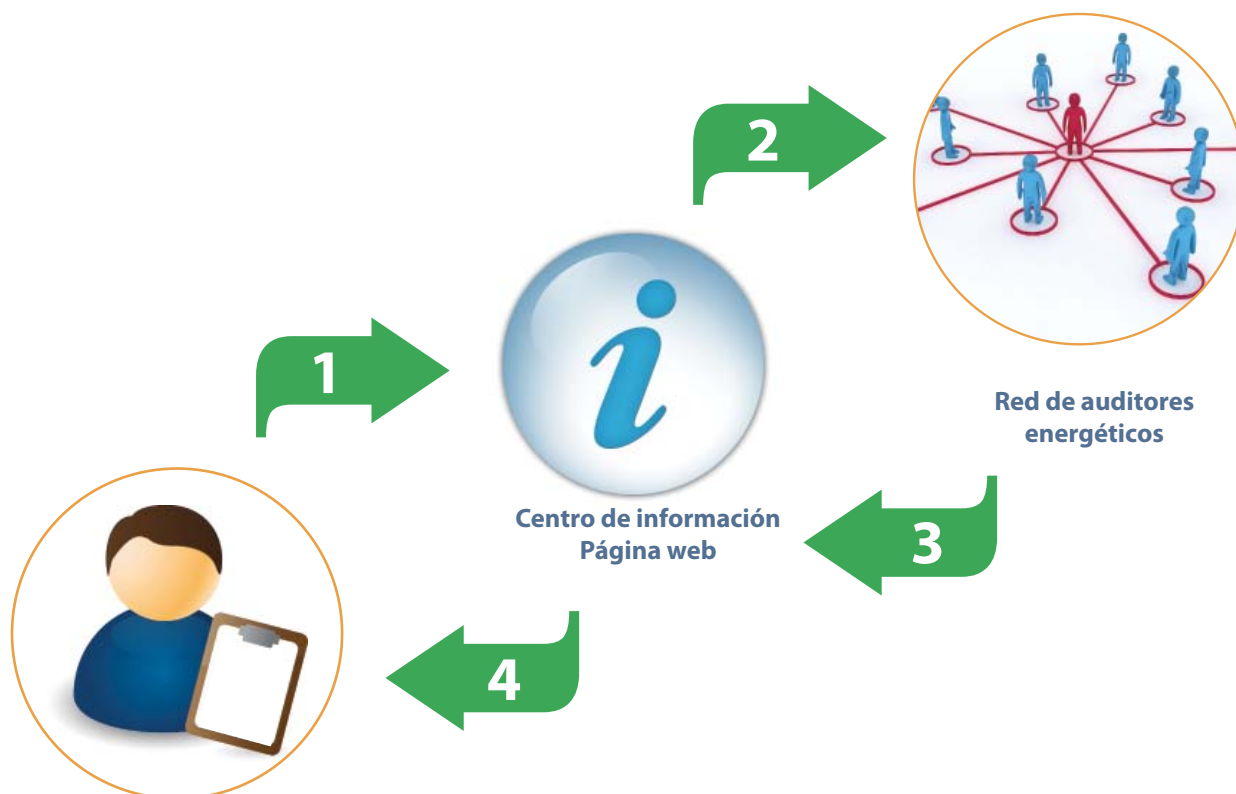 2
1
Red de auditores
energéticos
Centro de información
Página web
3
4